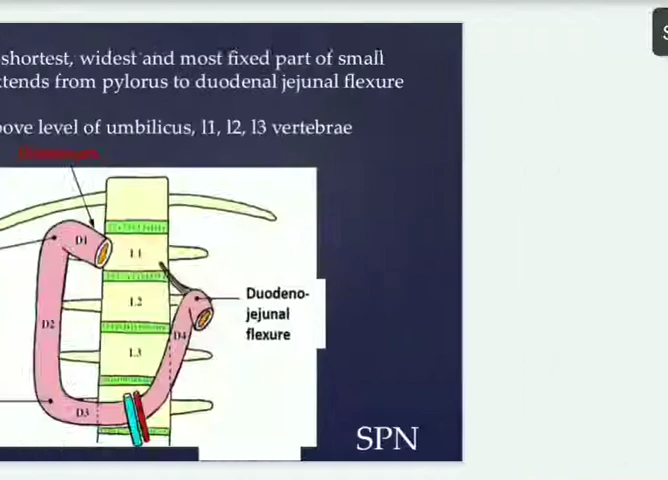 shortest, widest and most fixed part of small
tends from pylorus to duodenal jejunal flexure
ove level of umbilicus, l1, l2, l3 vertebrae
D1
L1
L2
Duodeno-
jejunal
flexure
D2
D4
L3
D3
SPN
S